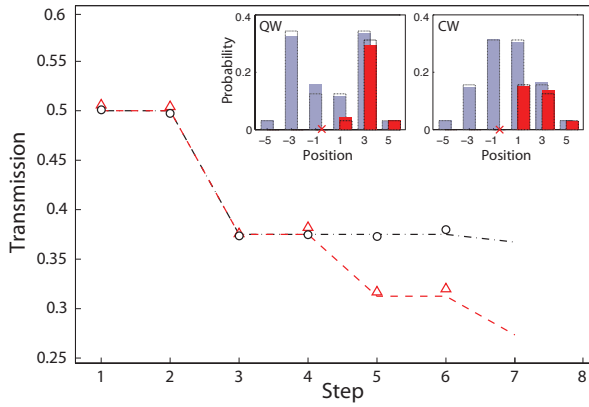 0.6
0.55
0.5
0.45
0.4
0.35
0.3
0.25
Transmission
1 2 3 4 5 6 7 8
Step
QW
0.4
0.2
0
Probability
−5 −3 −1 1 3 5
Position
CW
0.4
0.2
0
−5 −3 −1 1 3 5
Position